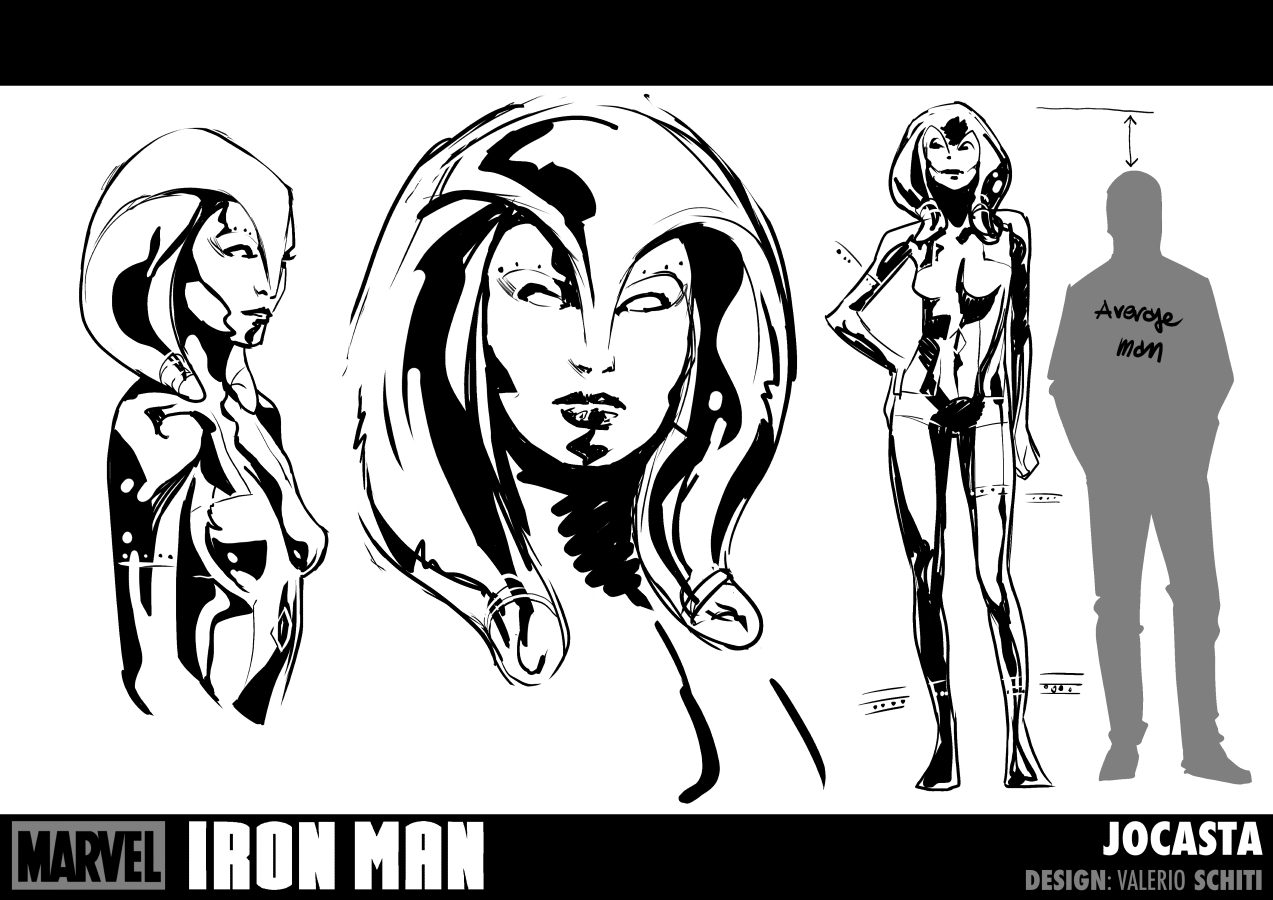 Average
man
MARVEL IRON MAN
JOCASTA
DESIGN: VALERIO SCHITI